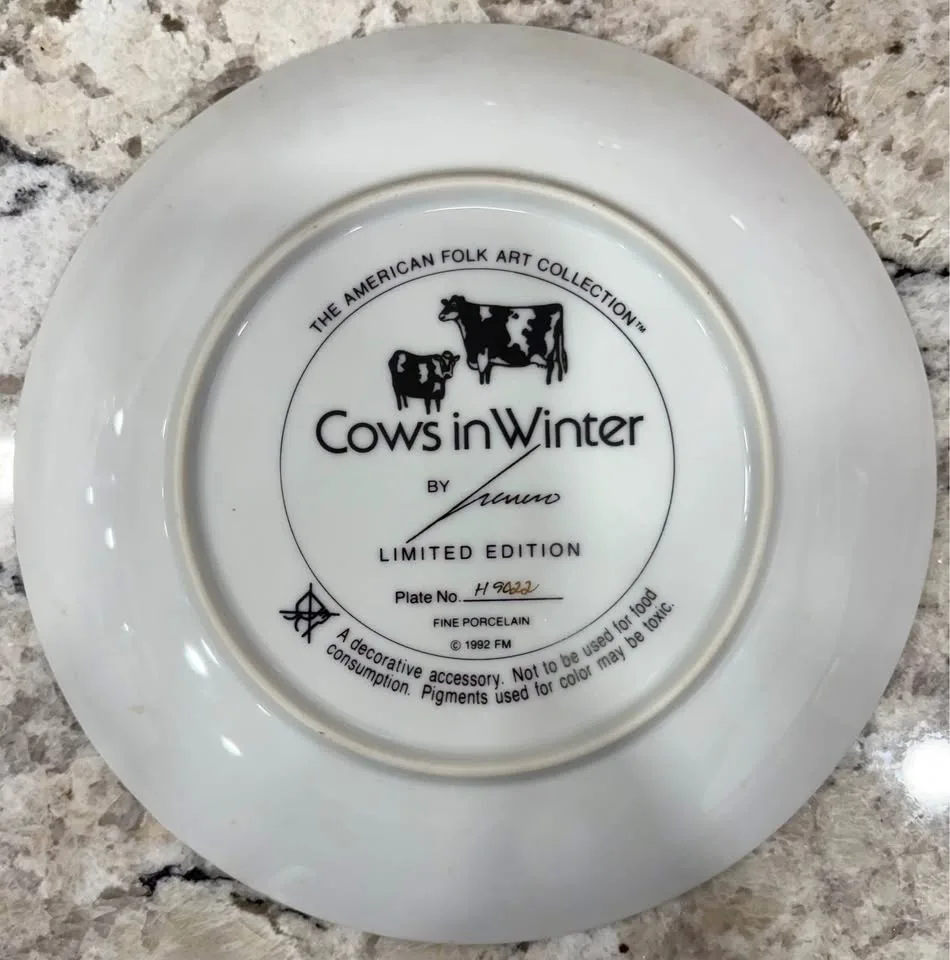 THE AMERICAN FOLK ART COLLECTION™
Cows in Winter
BY
LIMITED EDITION
Plate No. H9022
FINE PORCELAIN
© 1992 FM
A decorative accessory. Not to be used for food
consumption. Pigments used for color may be toxic.